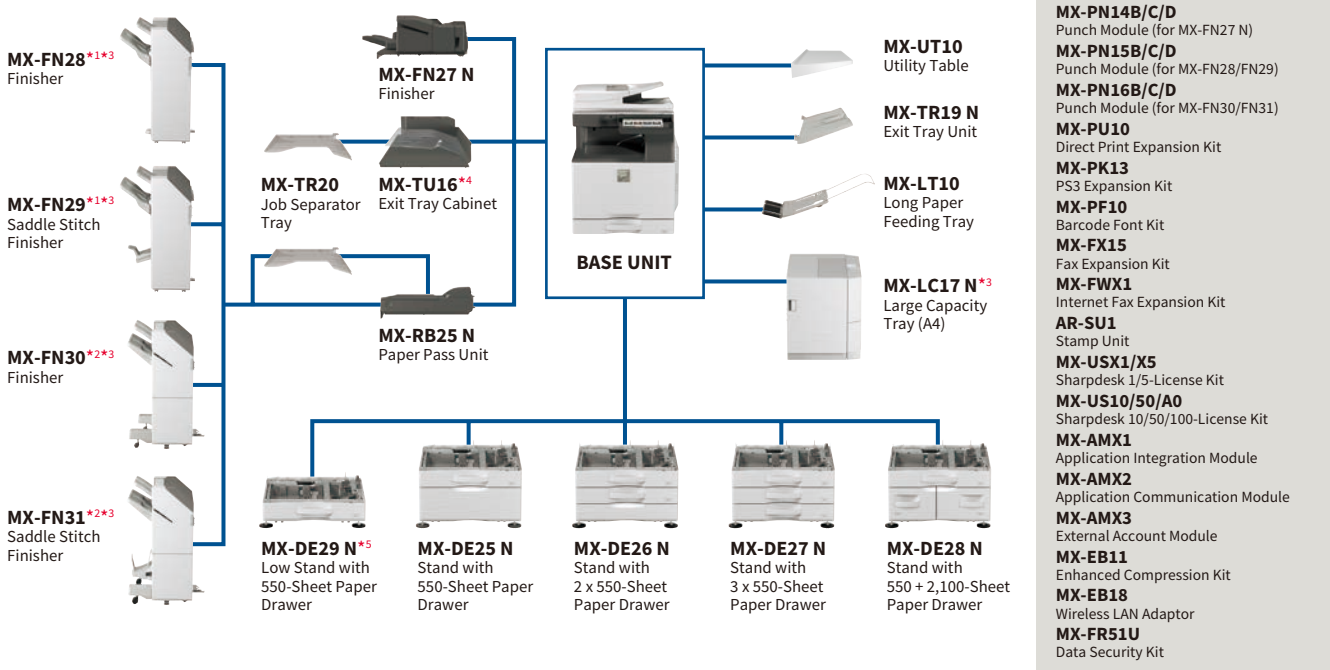 MX-FN28*1*3
Finisher
MX-FN29*1*3
Saddle Stitch
Finisher
MX-FN30*2*3
Finisher
MX-FN31*2*3
Saddle Stitch
Finisher
MX-FN27 N
Finisher
MX-TR20
Job Separator
Tray
MX-TU16*4
Exit Tray Cabinet
MX-RB25 N
Paper Pass Unit
BASE UNIT
MX-UT10
Utility Table
MX-TR19 N
Exit Tray Unit
MX-LT10
Long Paper
Feeding Tray
MX-LC17 N*3
Large Capacity
Tray (A4)
MX-DE29 N*5
Low Stand with
550-Sheet Paper
Drawer
MX-DE25 N
Stand with
550-Sheet Paper
Drawer
MX-DE26 N
Stand with
2 x 550-Sheet
Paper Drawer
MX-DE27 N
Stand with
3 x 550-Sheet
Paper Drawer
MX-DE28 N
Stand with
550 + 2,100-Sheet
Paper Drawer
MX-PN14B/C/D
Punch Module (for MX-FN27 N)
MX-PN15B/C/D
Punch Module (for MX-FN28/FN29)
MX-PN16B/C/D
Punch Module (for MX-FN30/FN31)
MX-PU10
Direct Print Expansion Kit
MX-PK13
PS3 Expansion Kit
MX-PF10
Barcode Font Kit
MX-FX15
Fax Expansion Kit
MX-FWX1
Internet Fax Expansion Kit
AR-SU1
Stamp Unit
MX-USX1/X5
Sharpdesk 1/5-License Kit
MX-US10/50/A0
Sharpdesk 10/50/100-License Kit
MX-AMX1
Application Integration Module
MX-AMX2
Application Communication Module
MX-AMX3
External Account Module
MX-EB11
Enhanced Compression Kit
MX-EB18
Wireless LAN Adaptor
MX-FR51U
Data Security Kit